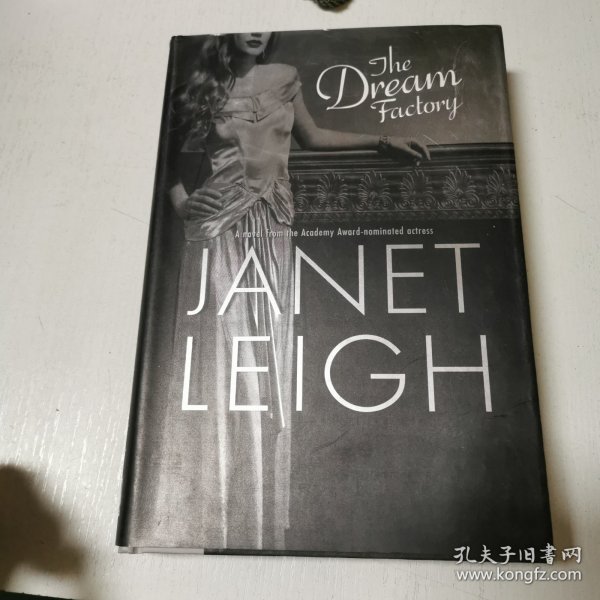 The
Dream
Factory
A novel from the Academy Award-nominated actress
JANET
LEIGH
孔夫子旧书网
www.kongfz.com